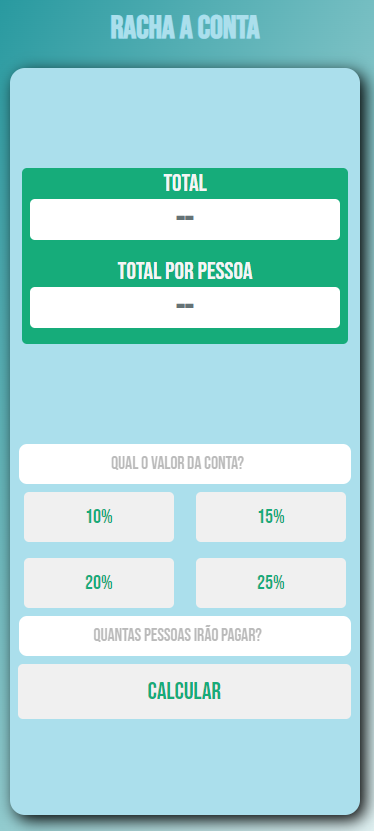 RACHA A CONTA
TOTAL
--
TOTAL POR PESSOA
--
QUAL O VALOR DA CONTA?
10% 15%
20% 25%
QUANTAS PESSOAS IRÃO PAGAR?
CALCULAR